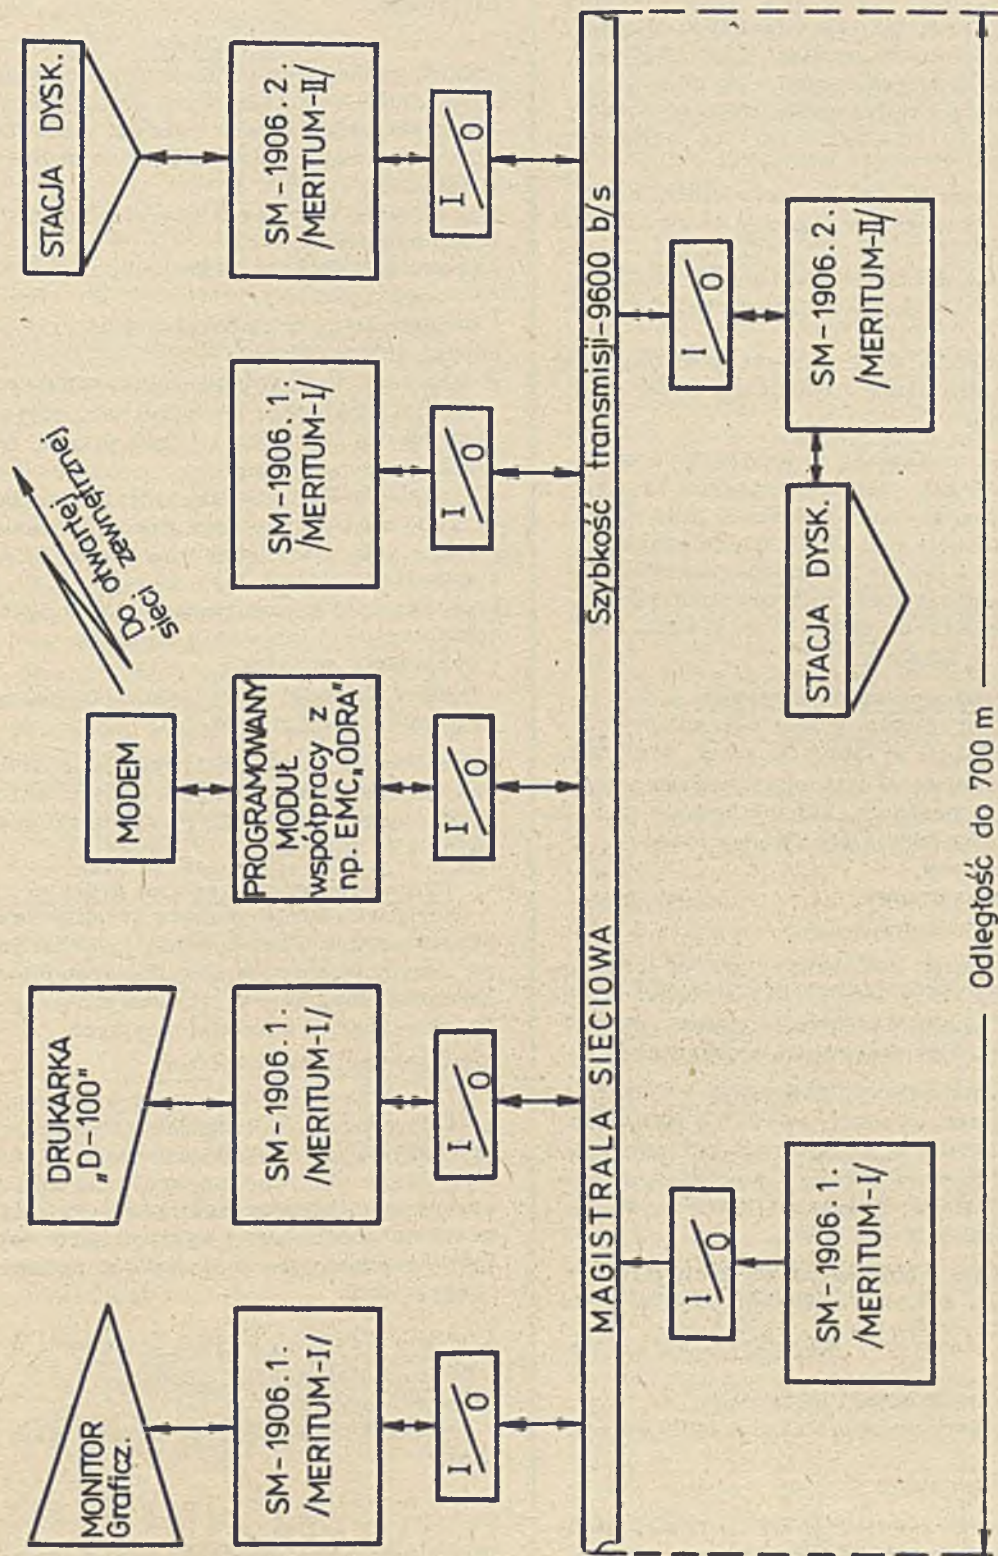 MONITOR
Graficz.
SM-1906.1.
/MERITUM-I/
I/O
DRUKARKA
„D-100”
SM-1906.1.
/MERITUM-I/
I/O
MODEM
Do otwartej
sieci zewnętrznej
PROGRAMOWANY
MODUŁ
współpracy z
np. EMC„ODRA”
I/O
SM-1906.1.
/MERITUM-I/
I/O
STACJA DYSK.
SM-1906.2.
/MERITUM-II/
I/O
MAGISTRALA SIECIOWA
Szybkość transmisji-9600 b/s
I/O
SM-1906.1.
/MERITUM-I/
I/O
SM-1906.2.
/MERITUM-II/
STACJA DYSK.
Odległość do 700 m